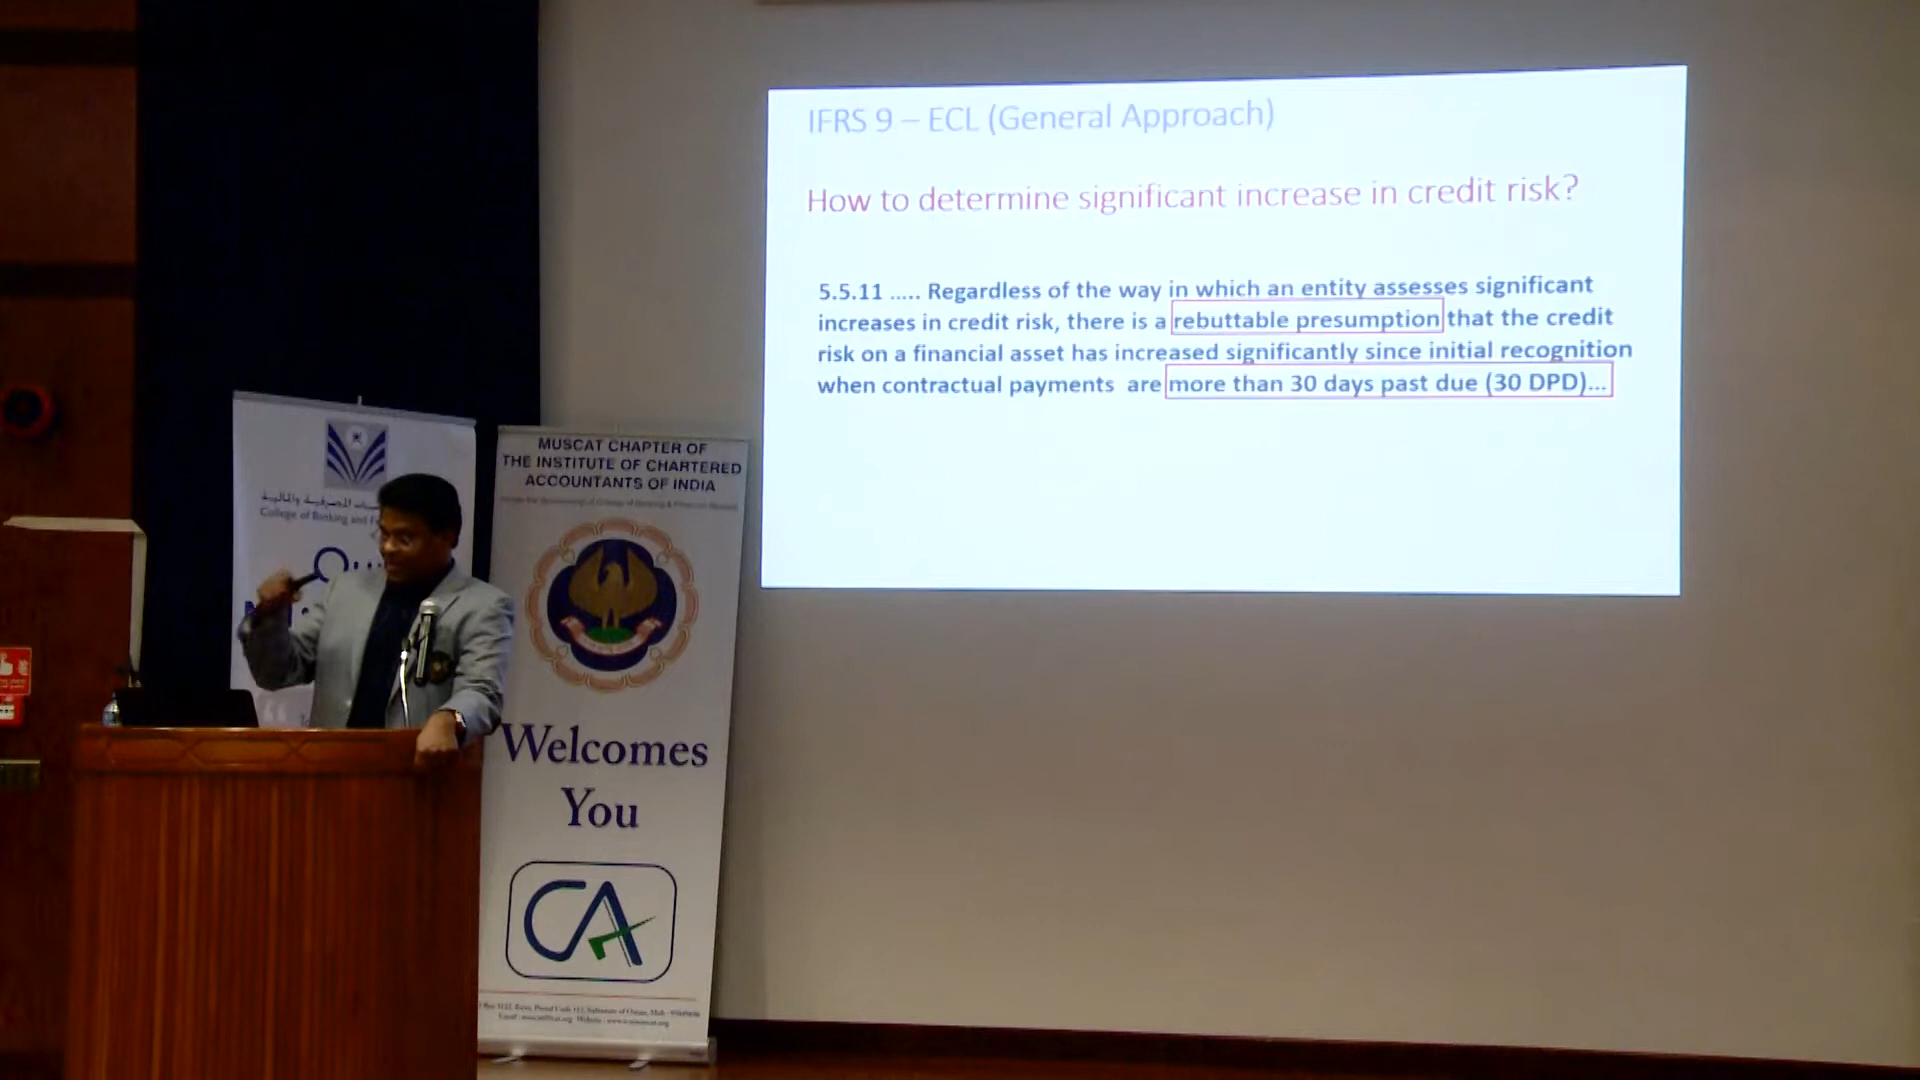 IFRS 9 – ECL (General Approach)
How to determine significant increase in credit risk?
5.5.11 ..... Regardless of the way in which an entity assesses significant
increases in credit risk, there is a rebuttable presumption that the credit
risk on a financial asset has increased significantly since initial recognition
when contractual payments are more than 30 days past due (30 DPD)...
College of Banking and
MUSCAT CHAPTER OF
THE INSTITUTE OF CHARTERED
ACCOUNTANTS OF INDIA
Welcomes
You
CA